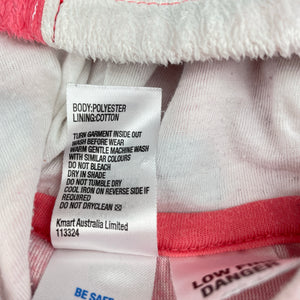 BODY:POLYESTER
LINING:COTTON
TURN GARMENT INSIDE OUT
WASH BEFORE WEAR
WARM GENTLE MACHINE WASH
WITH SIMILAR COLOURS
DO NOT BLEACH
DRY IN SHADE
DO NOT TUMBLE DRY
COOL IRON ON REVERSE SIDE IF
REQUIRED
DO NOT DRYCLEAN
Kmart Australia Limited
113324
BE SAFE
LOW
DANGER